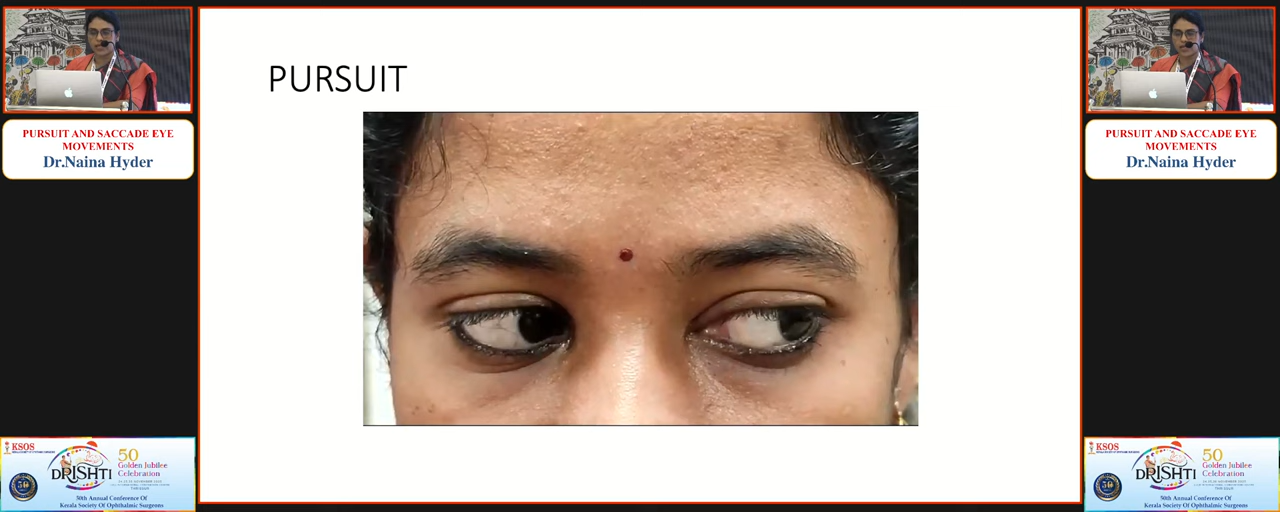 PURSUIT AND SACCADE EYE
MOVEMENTS
Dr.Naina Hyder
KSOS
DRISHTI
50
Golden Jubilee
Celebration
50th Annual Conference Of
Kerala Society Of Ophthalmic Surgeons
PURSUIT
PURSUIT AND SACCADE EYE
MOVEMENTS
Dr.Naina Hyder
KSOS
DRISHTI
50
Golden Jubilee
Celebration
50th Annual Conference Of
Kerala Society Of Ophthalmic Surgeons